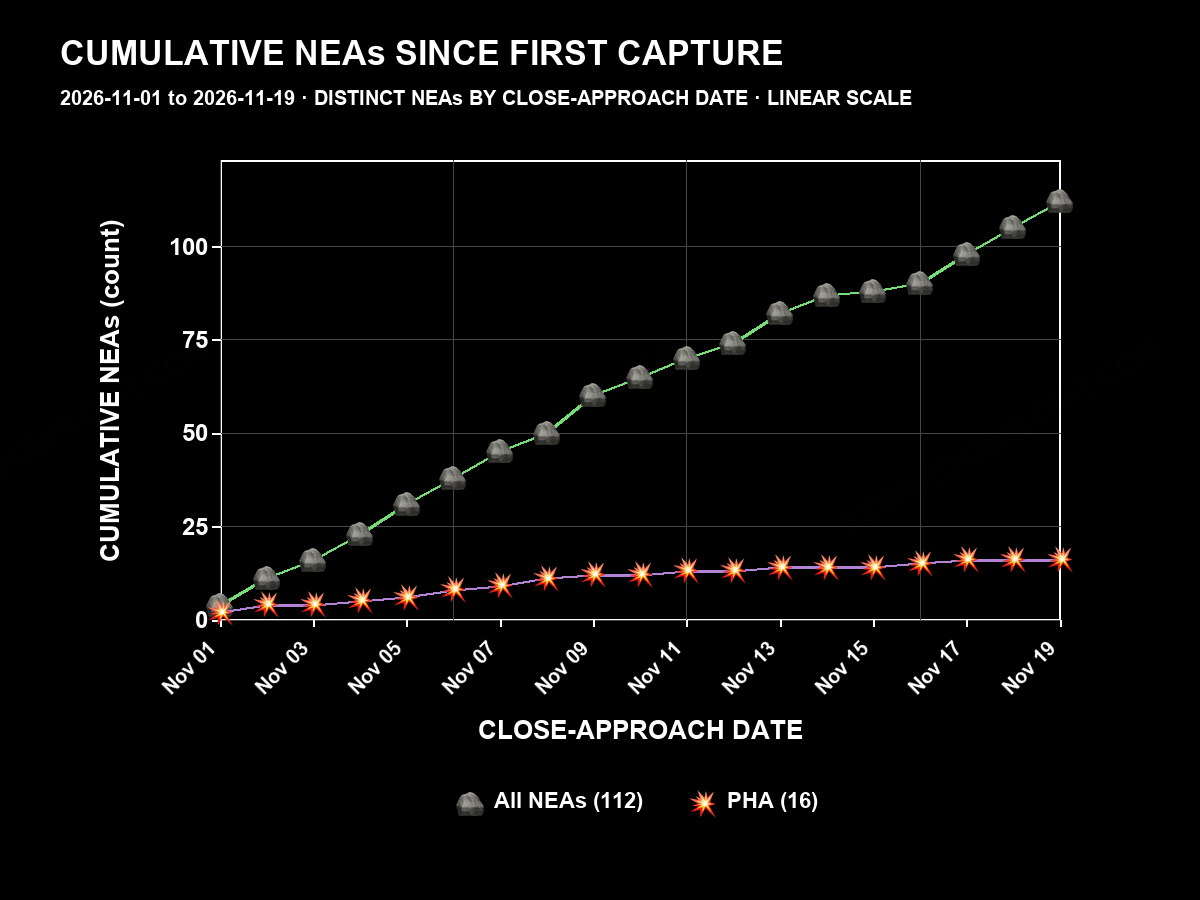 CUMULATIVE NEAs SINCE FIRST CAPTURE
2026-11-01 to 2026-11-19 · DISTINCT NEAs BY CLOSE-APPROACH DATE · LINEAR SCALE
CUMULATIVE NEAs (count)
100
75
50
25
0
Nov 01
Nov 03
Nov 05
Nov 07
Nov 09
Nov 11
Nov 13
Nov 15
Nov 17
Nov 19
CLOSE-APPROACH DATE
All NEAs (112)
PHA (16)